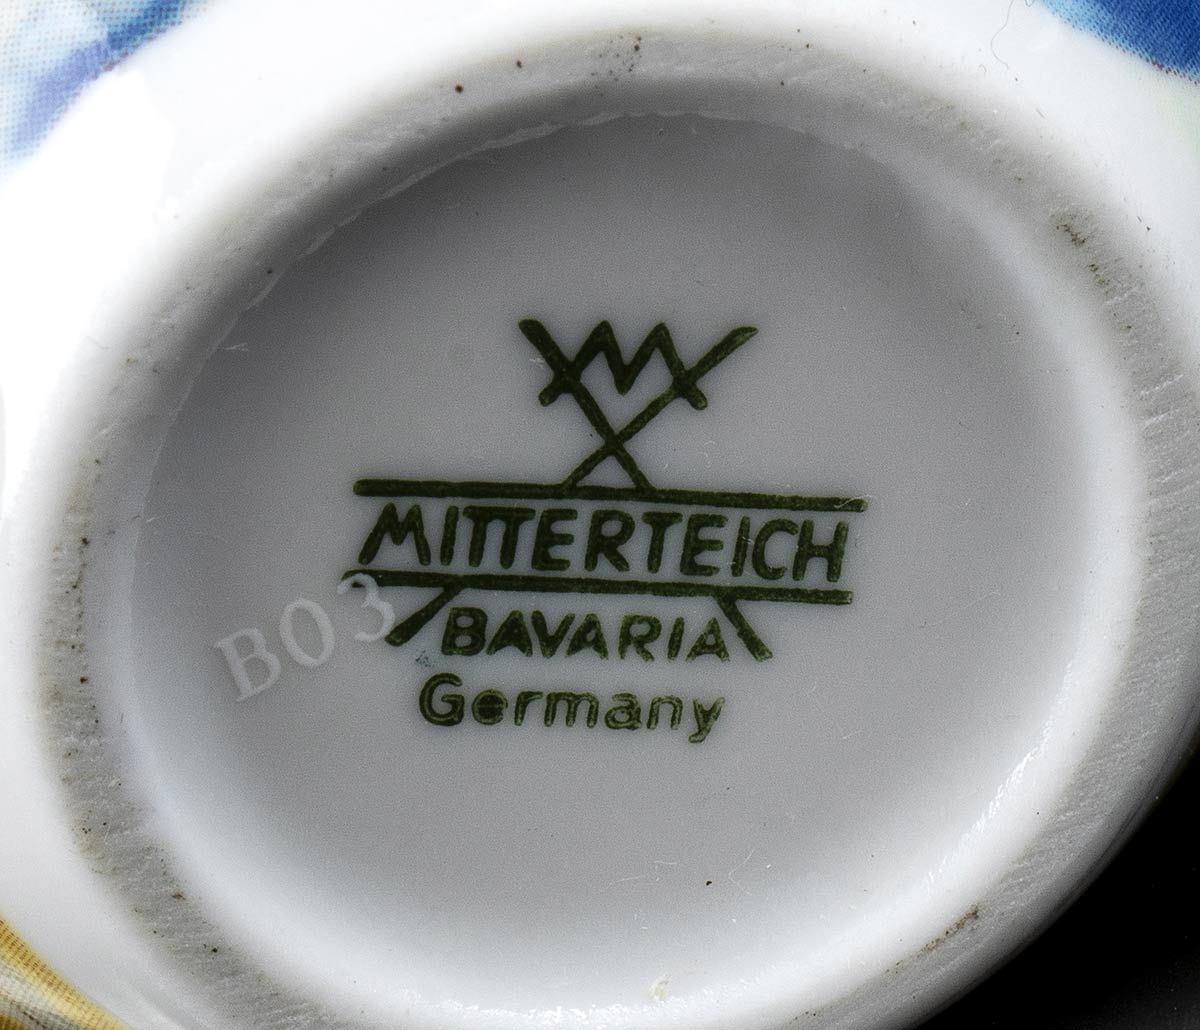 M
MITTERTEICH
BAVARIA
Germany
B03